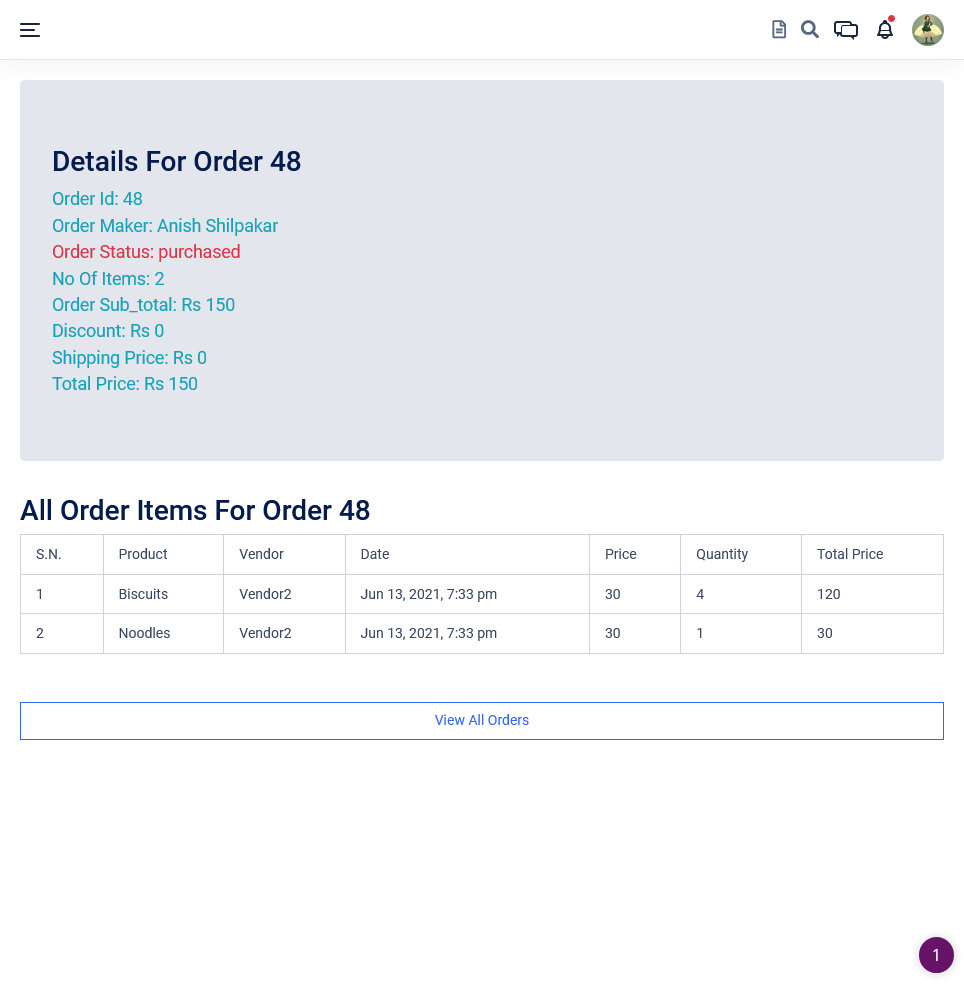 Details For Order 48
Order Id: 48
Order Maker: Anish Shilpakar
Order Status: purchased
No Of Items: 2
Order Sub_total: Rs 150
Discount: Rs 0
Shipping Price: Rs 0
Total Price: Rs 150
All Order Items For Order 48
S.N. Product Vendor Date Price Quantity Total Price
1 Biscuits Vendor2 Jun 13, 2021, 7:33 pm 30 4 120
2 Noodles Vendor2 Jun 13, 2021, 7:33 pm 30 1 30
View All Orders
1